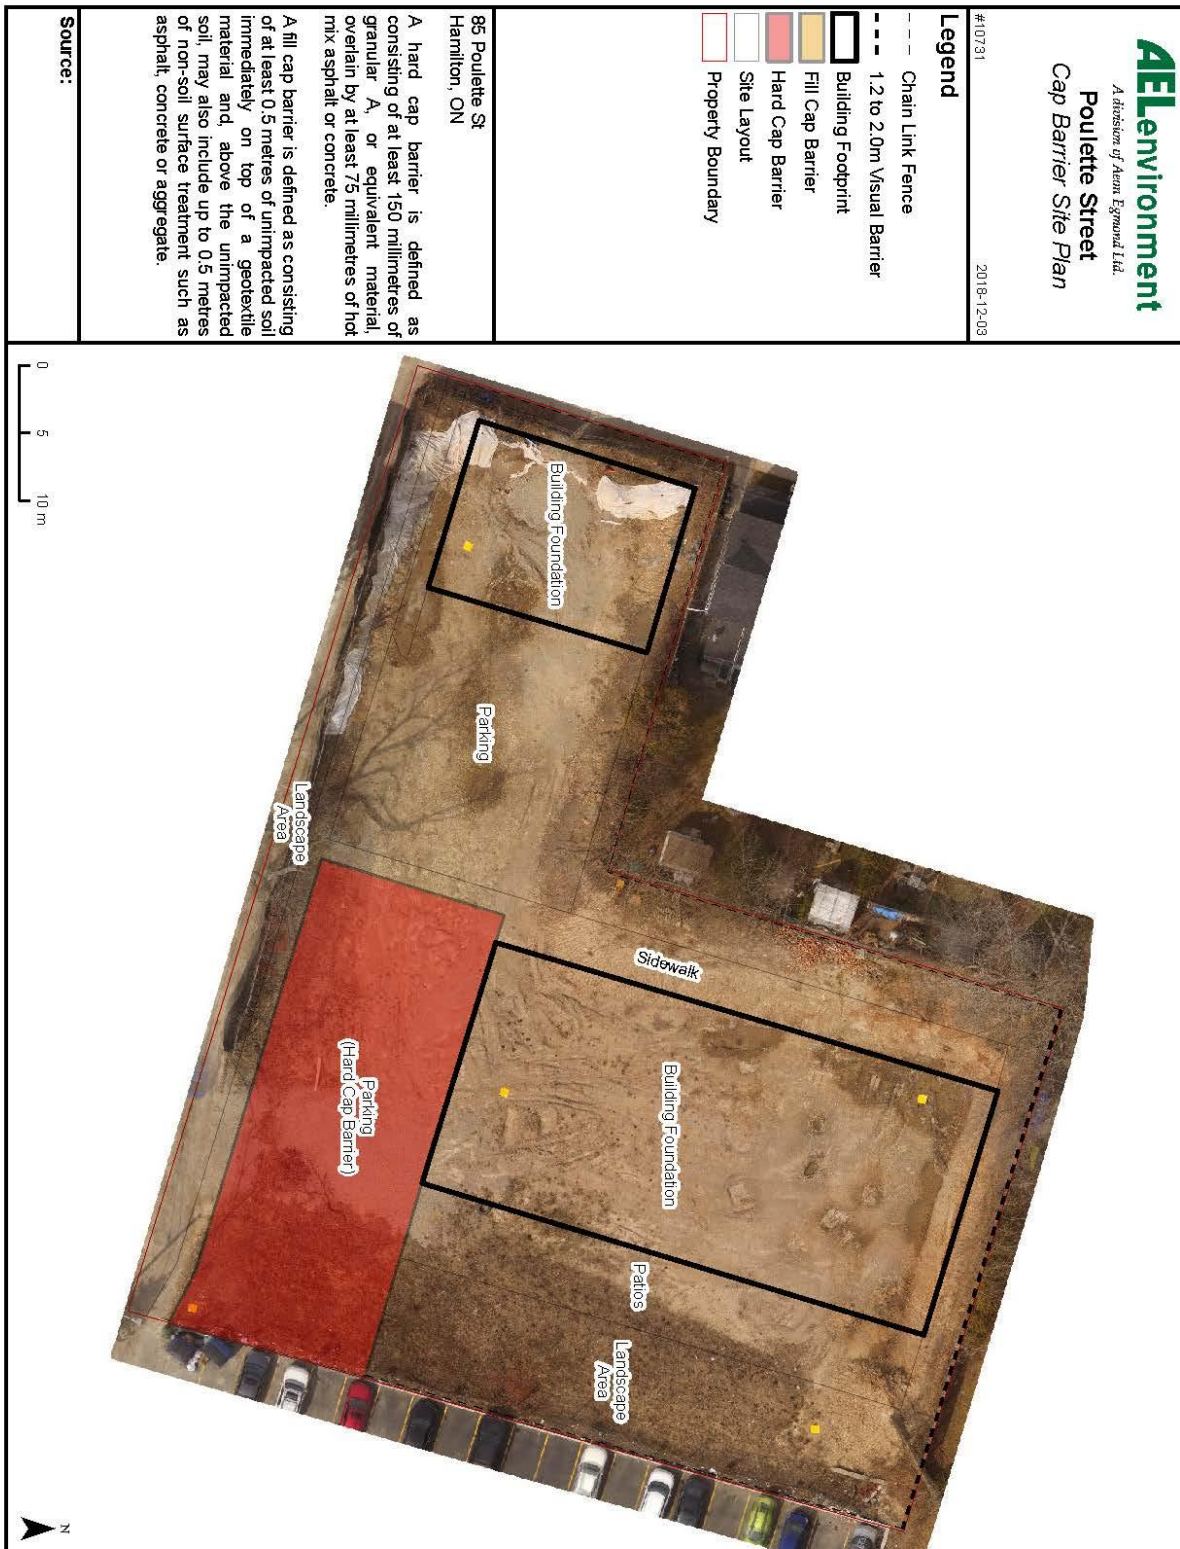 AELenvironment
A division of Aeon Egmond Ltd.
Poulette Street
Cap Barrier Site Plan
#10731
2018-12-03
Legend
Chain Link Fence
1.2 to 2.0m Visual Barrier
Building Footprint
Fill Cap Barrier
Hard Cap Barrier
Site Layout
Property Boundary
85 Poulette St
Hamilton, ON
A hard cap barrier is defined as
consisting of at least 150 millimetres of
granular A, or equivalent material,
overlain by at least 75 millimetres of hot
mix asphalt or concrete.
A fill cap barrier is defined as consisting
of at least 0.5 metres of unimpacted soil
immediately on top of a geotextile
material and, above the unimpacted
soil, may also include up to 0.5 metres
of non-soil surface treatment such as
asphalt, concrete or aggregate.
Source:
Building Foundation
Parking
Landscape
Area
Sidewalk
Building Foundation
Parking
(Hard Cap Barrier)
Patios
Landscape
Area
0
5
10 m
N